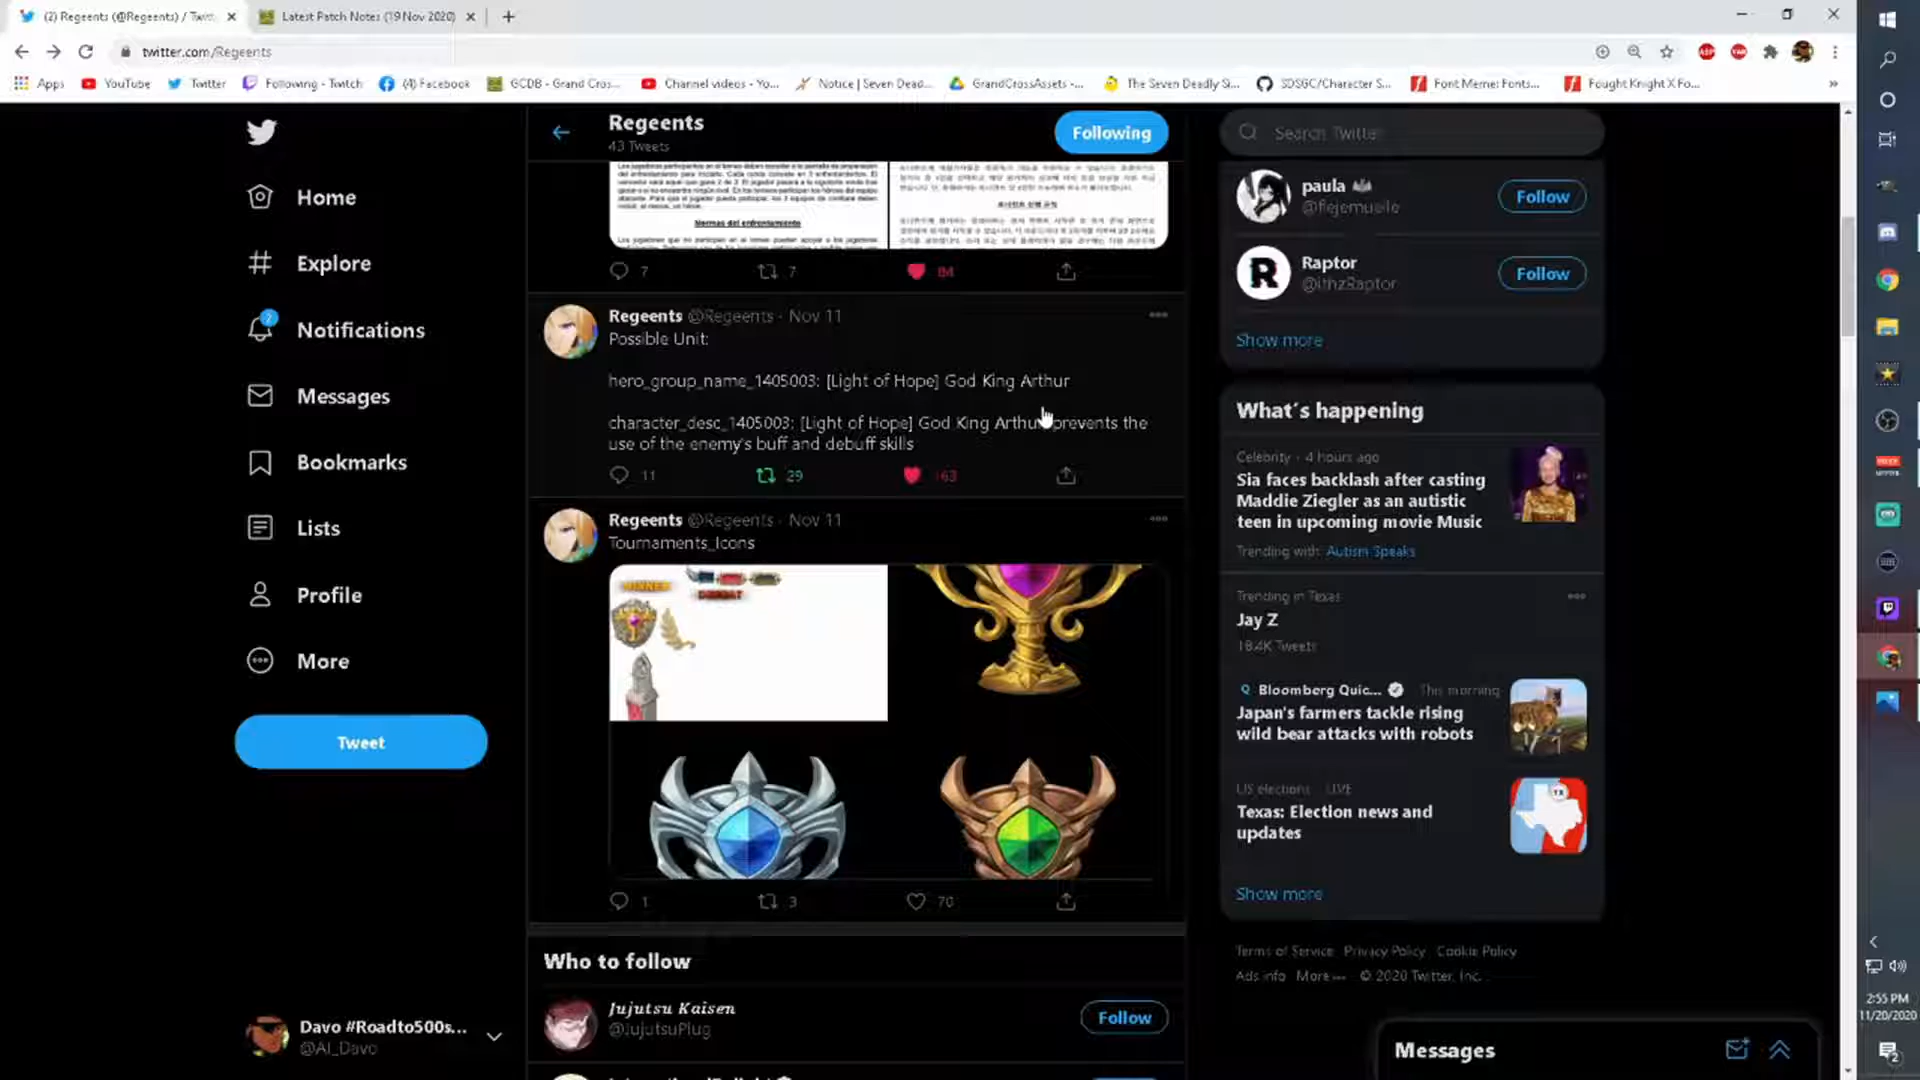 (2) Regeents (@Regeents) / Twit
Latest Patch Notes (19 Nov 2020)
twitter.com/Regeents
Apps
YouTube
Twitter
Following - Twitch
(4) Facebook
GCDB - Grand Cros...
Channel videos - Yo...
Notice | Seven Dead...
GrandCrossAssets -...
The Seven Deadly Si...
SDSGC/Character S...
Font Meme: Fonts...
Fought Knight X Fo...
Home
Explore
2
Notifications
Messages
Bookmarks
Lists
Profile
More
Tweet
Davo #Roadto500s...
@AI_Davo
Regeents
43 Tweets
Following
Normas del enfrentamiento
7
7
84
Regeents @Regeents · Nov 11
Possible Unit:
hero_group_name_1405003: [Light of Hope] God King Arthur
character_desc_1405003: [Light of Hope] God King Arthur prevents the
use of the enemy's buff and debuff skills
11
29
163
Regeents @Regeents · Nov 11
Tournaments_Icons
1
3
70
Who to follow
Jujutsu Kaisen
@JujutsuPlug
Follow
Search Twitter
paula
Follow
Raptor
@ithzRaptor
Follow
Show more
What's happening
Celebrity · 4 hours ago
Sia faces backlash after casting
Maddie Ziegler as an autistic
teen in upcoming movie Music
Trending with: Autism Speaks
Trending in Texas
Jay Z
18.4K Tweets
Bloomberg Quic... This morning
Japan's farmers tackle rising
wild bear attacks with robots
US elections · LIVE
Texas: Election news and
updates
Show more
Terms of Service Privacy Policy Cookie Policy
Ads info More ··· © 2020 Twitter, Inc.
Messages
2:55 PM
11/20/2020
2